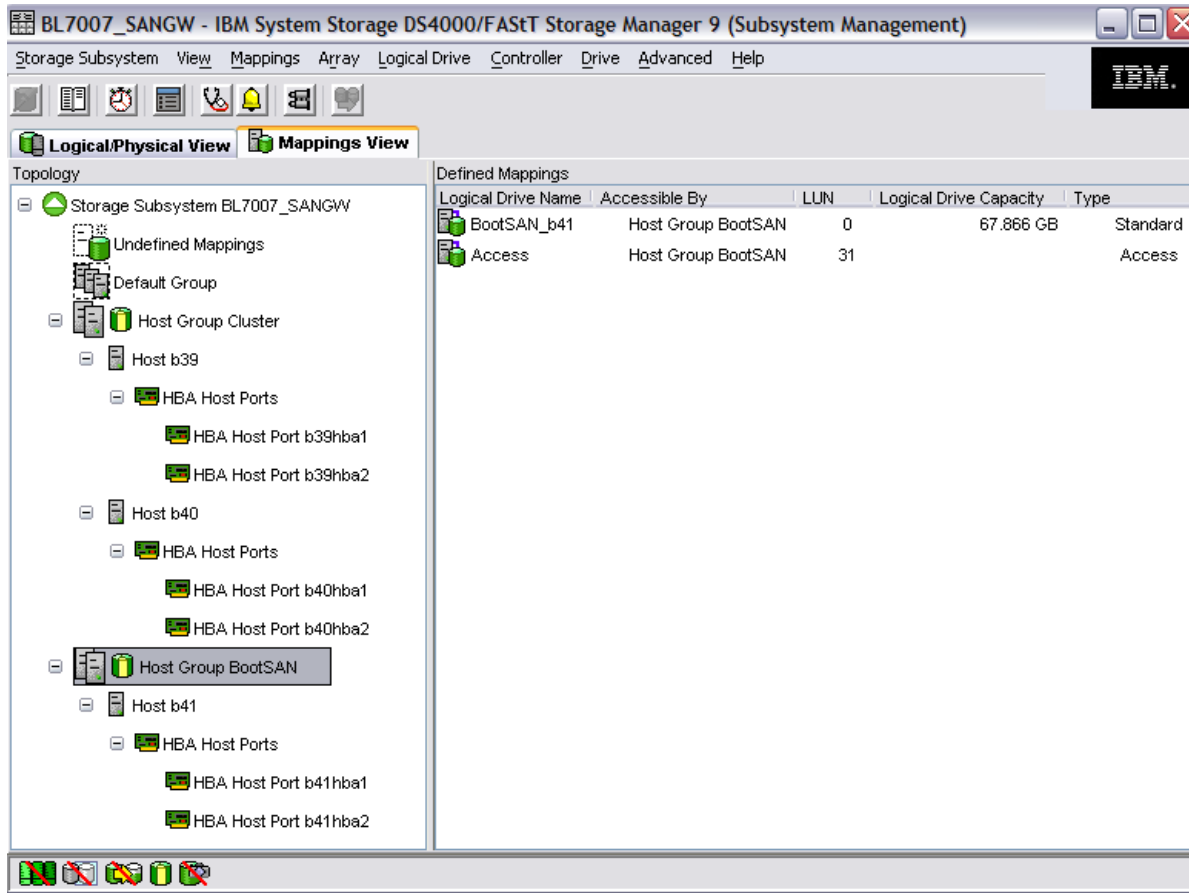 BL7007_SANGW - IBM System Storage DS4000/FAStT Storage Manager 9 (Subsystem Management)
Storage Subsystem View Mappings Array Logical Drive Controller Drive Advanced Help
IBM.
Logical/Physical View Mappings View
Topology
Storage Subsystem BL7007_SANGW
Undefined Mappings
Default Group
Host Group Cluster
Host b39
HBA Host Ports
HBA Host Port b39hba1
HBA Host Port b39hba2
Host b40
HBA Host Ports
HBA Host Port b40hba1
HBA Host Port b40hba2
Host Group BootSAN
Host b41
HBA Host Ports
HBA Host Port b41hba1
HBA Host Port b41hba2
Defined Mappings
Logical Drive Name Accessible By LUN Logical Drive Capacity Type
BootSAN_b41 Host Group BootSAN 0 67.866 GB Standard
Access Host Group BootSAN 31 Access